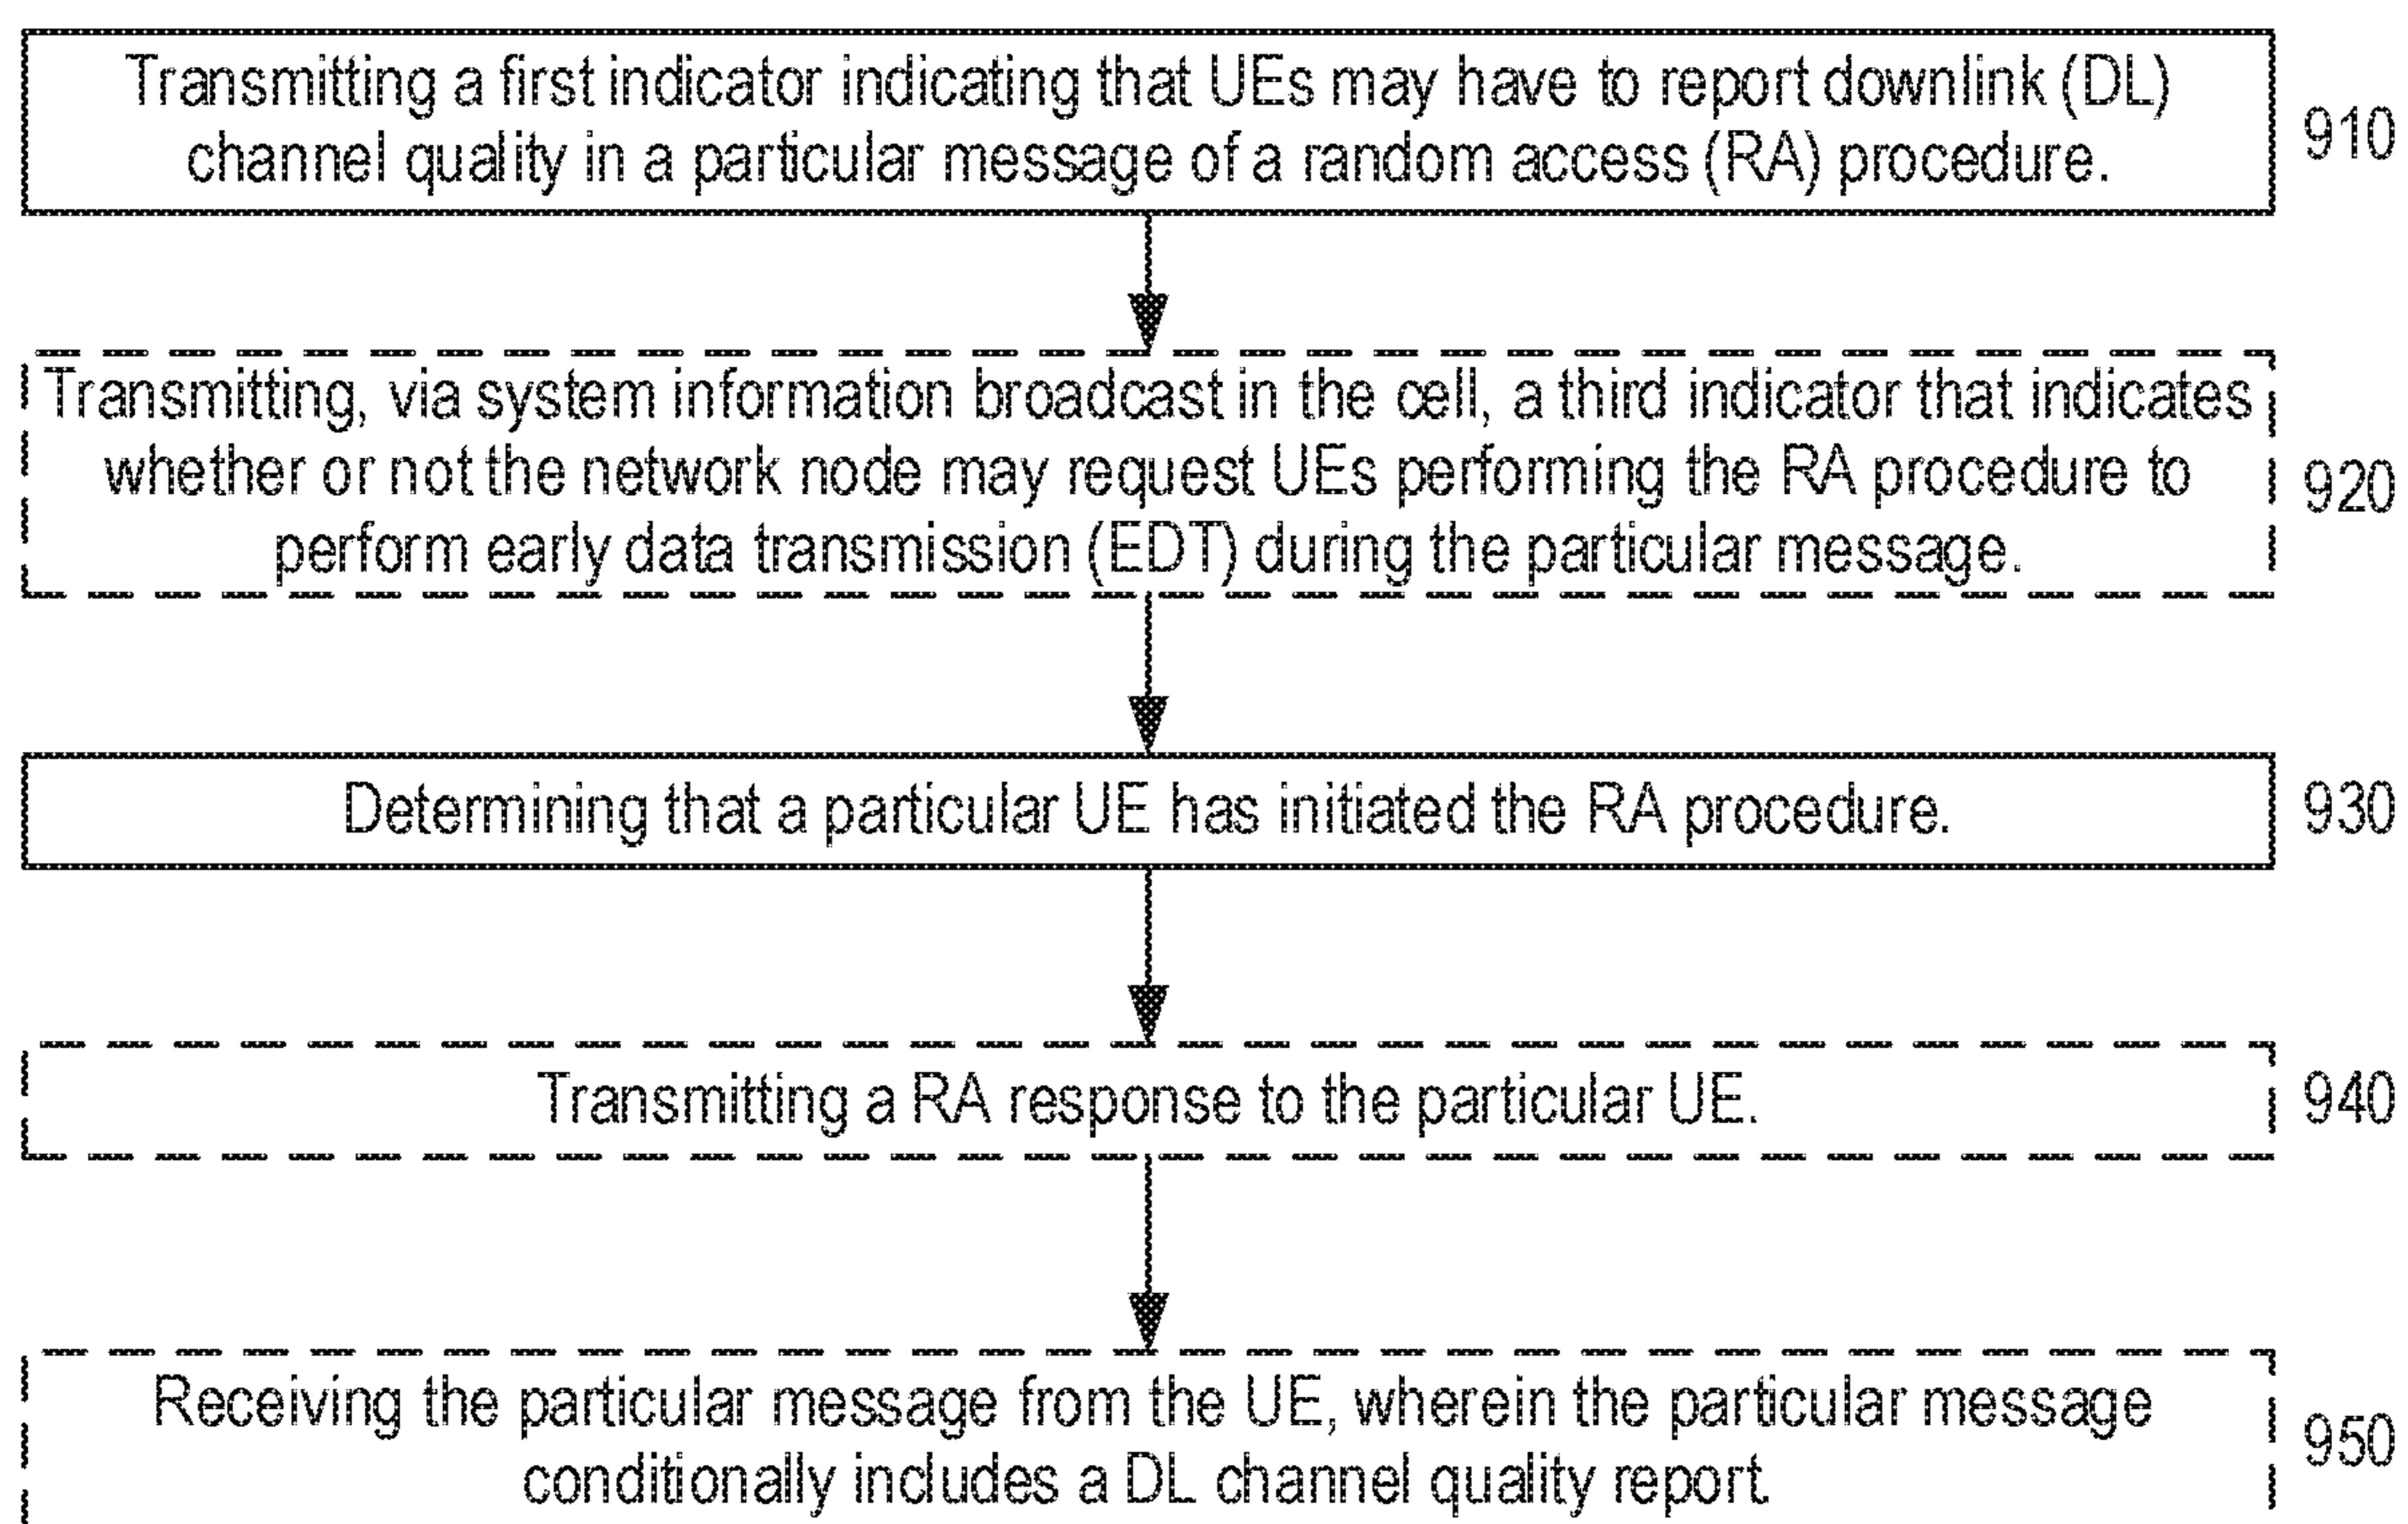 Transmitting a first indicator indicating that UEs may have to report downlink (DL)
channel quality in a particular message of a random access (RA) procedure.
910
Transmitting, via system information broadcast in the cell, a third indicator that indicates
whether or not the network node may request UEs performing the RA procedure to
perform early data transmission (EDT) during the particular message.
920
Determining that a particular UE has initiated the RA procedure.
930
Transmitting a RA response to the particular UE.
940
Receiving the particular message from the UE, wherein the particular message
conditionally includes a DL channel quality report.
950